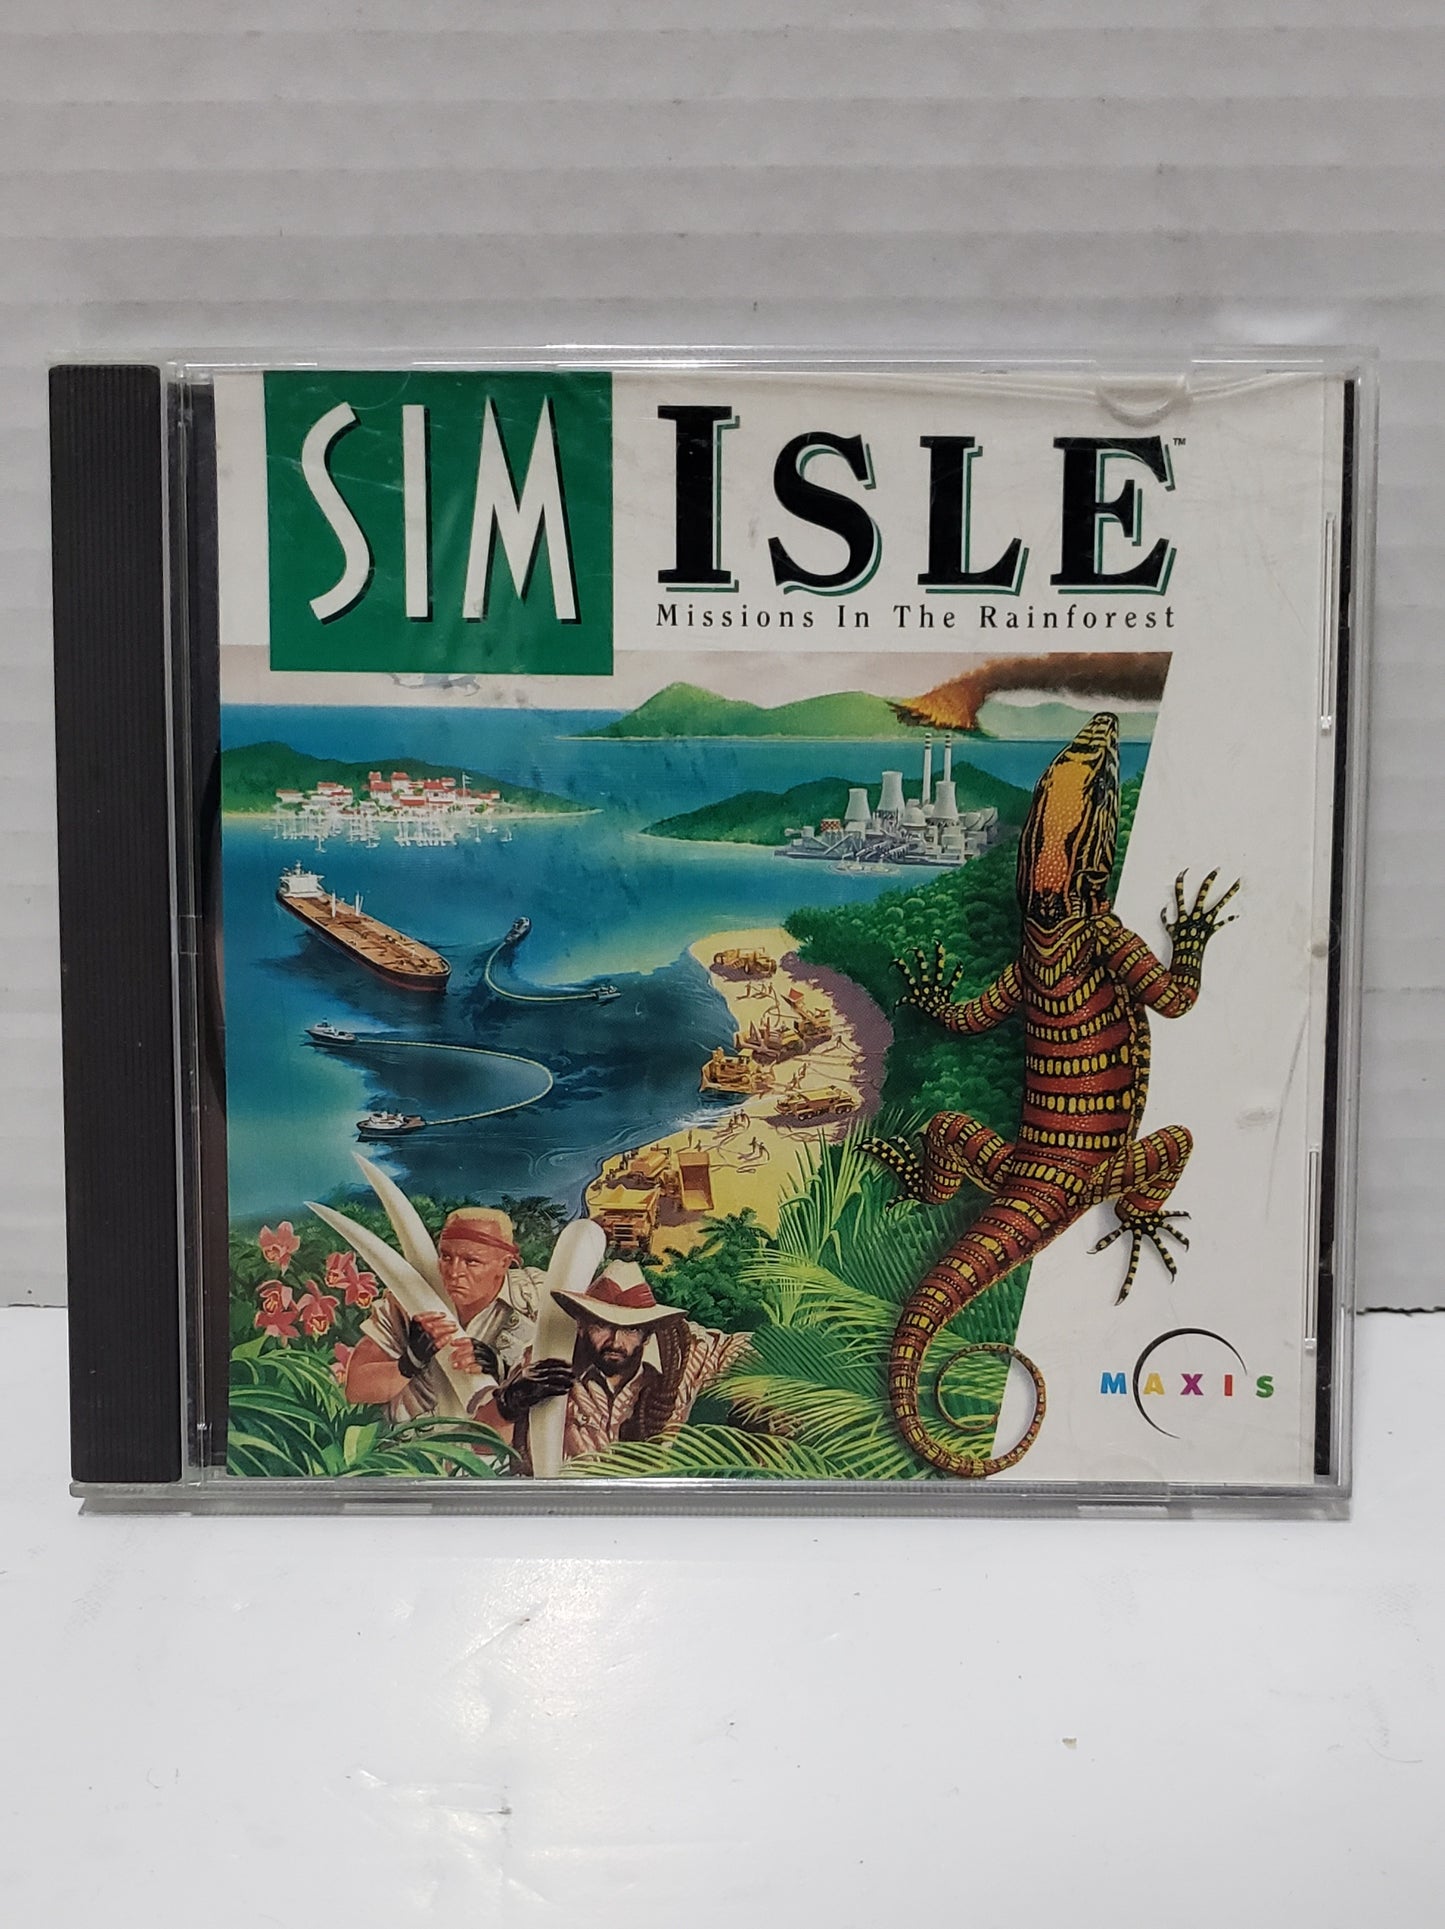 SIM ISLE™
Missions In The Rainforest
MAXIS